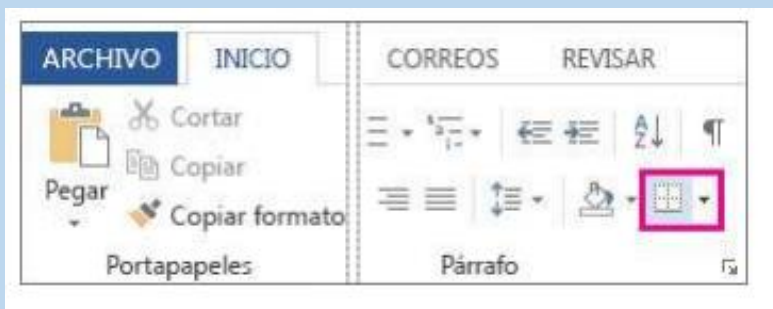 ARCHIVO INICIO CORREOS REVISAR
Cortar
Copiar
Pegar
Copiar formato
Portapapeles Párrafo